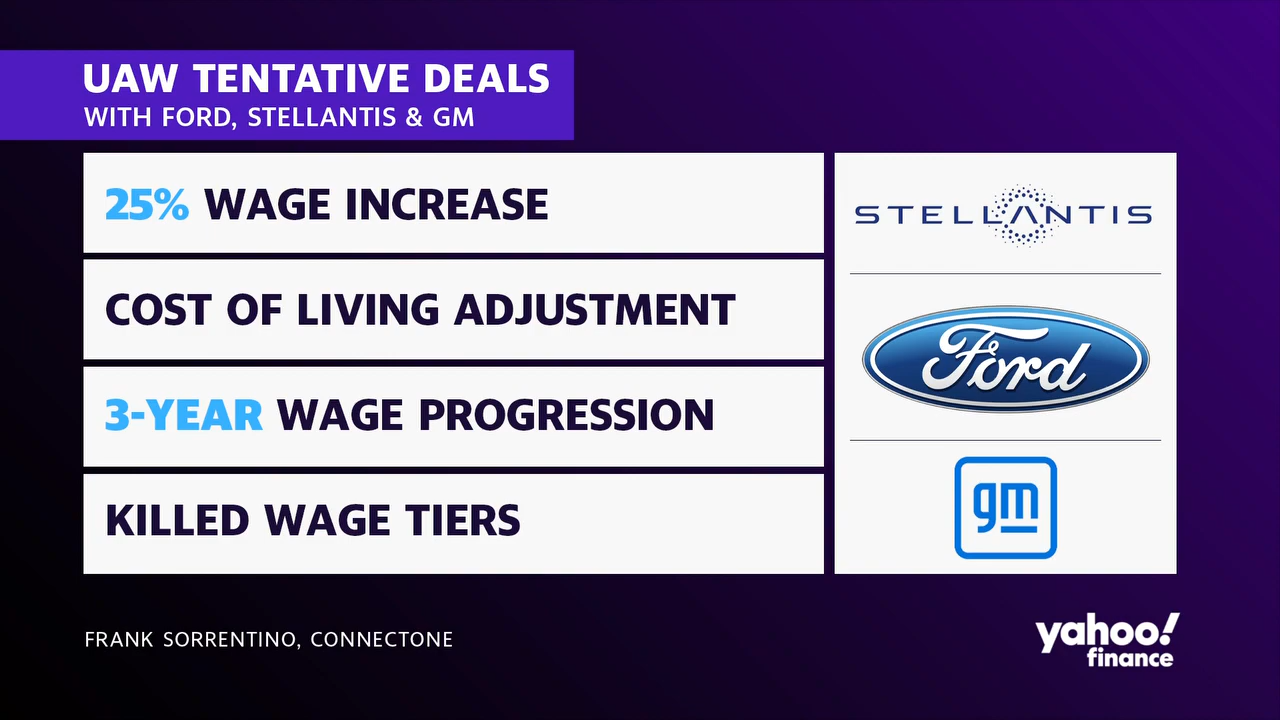 UAW TENTATIVE DEALS
WITH FORD, STELLANTIS & GM
25% WAGE INCREASE
COST OF LIVING ADJUSTMENT
3-YEAR WAGE PROGRESSION
KILLED WAGE TIERS
STELLANTIS
Ford
gm
FRANK SORRENTINO, CONNECTONE
yahoo!
finance